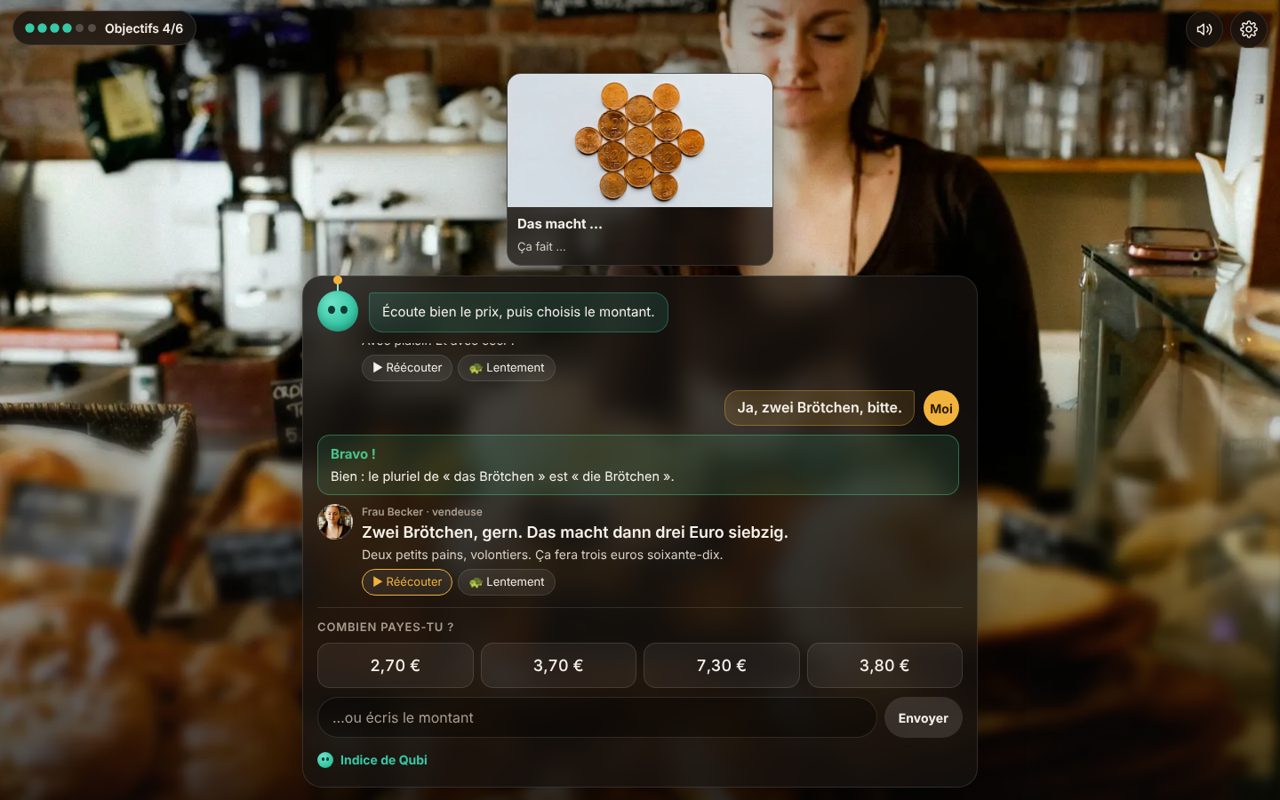 Objectifs 4/6
Das macht ...
Ça fait ...
Écoute bien le prix, puis choisis le montant.
▶ Réécouter
🐢 Lentement
Ja, zwei Brötchen, bitte.
Moi
Bravo !
Bien : le pluriel de « das Brötchen » est « die Brötchen ».
Frau Becker · vendeuse
Zwei Brötchen, gern. Das macht dann drei Euro siebzig.
Deux petits pains, volontiers. Ça fera trois euros soixante-dix.
▶ Réécouter
🐢 Lentement
COMBIEN PAYES-TU ?
2,70 €
3,70 €
7,30 €
3,80 €
...ou écris le montant
Envoyer
Indice de Qubi